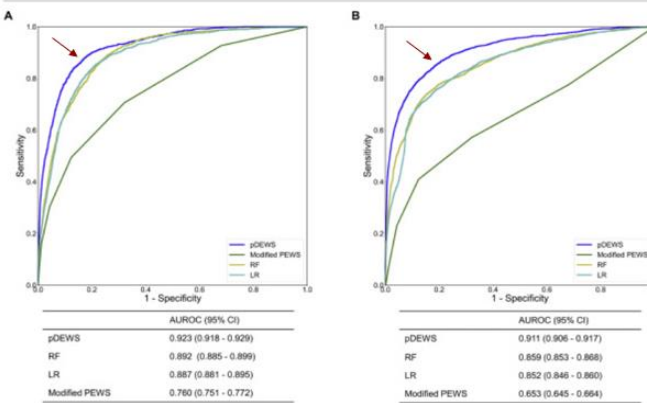 A
B
1.0
0.8
0.6
0.4
0.2
0.0
Sensitivity
pDEWS
Modified PEWS
RF
LR
0.0 0.2 0.4 0.6 0.8 1.0
1 - Specificity
1.0
0.8
0.6
0.4
0.2
0.0
Sensitivity
pDEWS
Modified PEWS
RF
LR
0.0 0.2 0.4 0.6 0.8
1 - Specificity
AUROC (95% CI)
pDEWS 0.923 (0.918 - 0.929)
RF 0.892 (0.885 - 0.899)
LR 0.887 (0.881 - 0.895)
Modified PEWS 0.760 (0.751 - 0.772)
AUROC (95% CI)
pDEWS 0.911 (0.906 - 0.917)
RF 0.859 (0.853 - 0.868)
LR 0.852 (0.846 - 0.860)
Modified PEWS 0.653 (0.645 - 0.664)